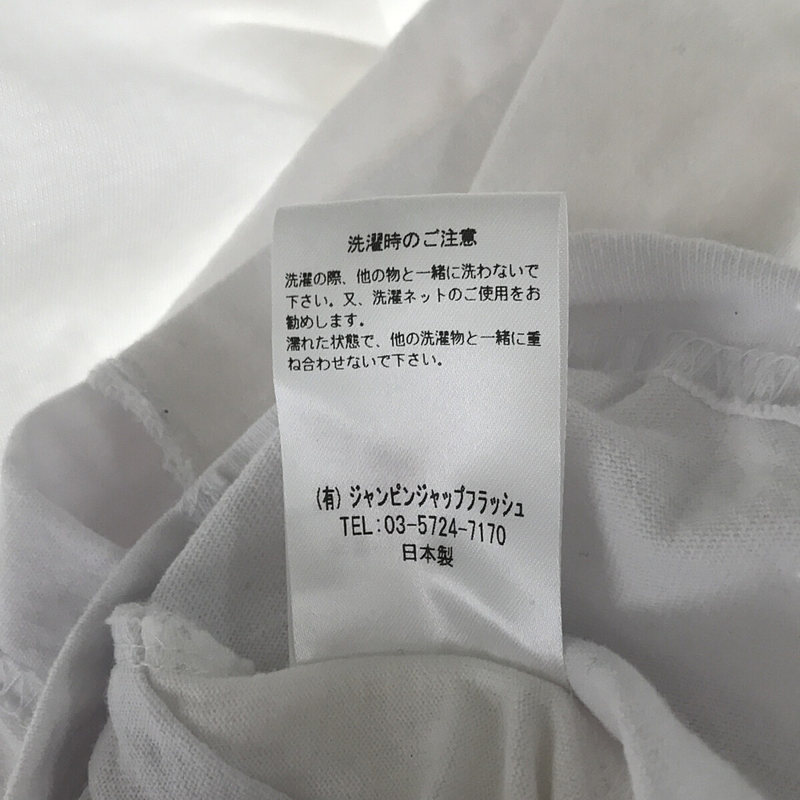 洗濯時のご注意
洗濯の際、他の物と一緒に洗わないで
下さい。又、洗濯ネットのご使用をお
勧めします。
濡れた状態で、他の洗濯物と一緒に重
ね合わせないで下さい。
(有)ジャンピンジャップフラッシュ
TEL:03-5724-7170
日本製